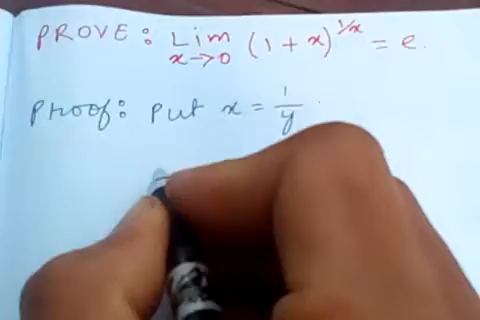 PROVE: Lim x→0 (1 + x)^1/x = e.
Proof: Put x = 1/y.